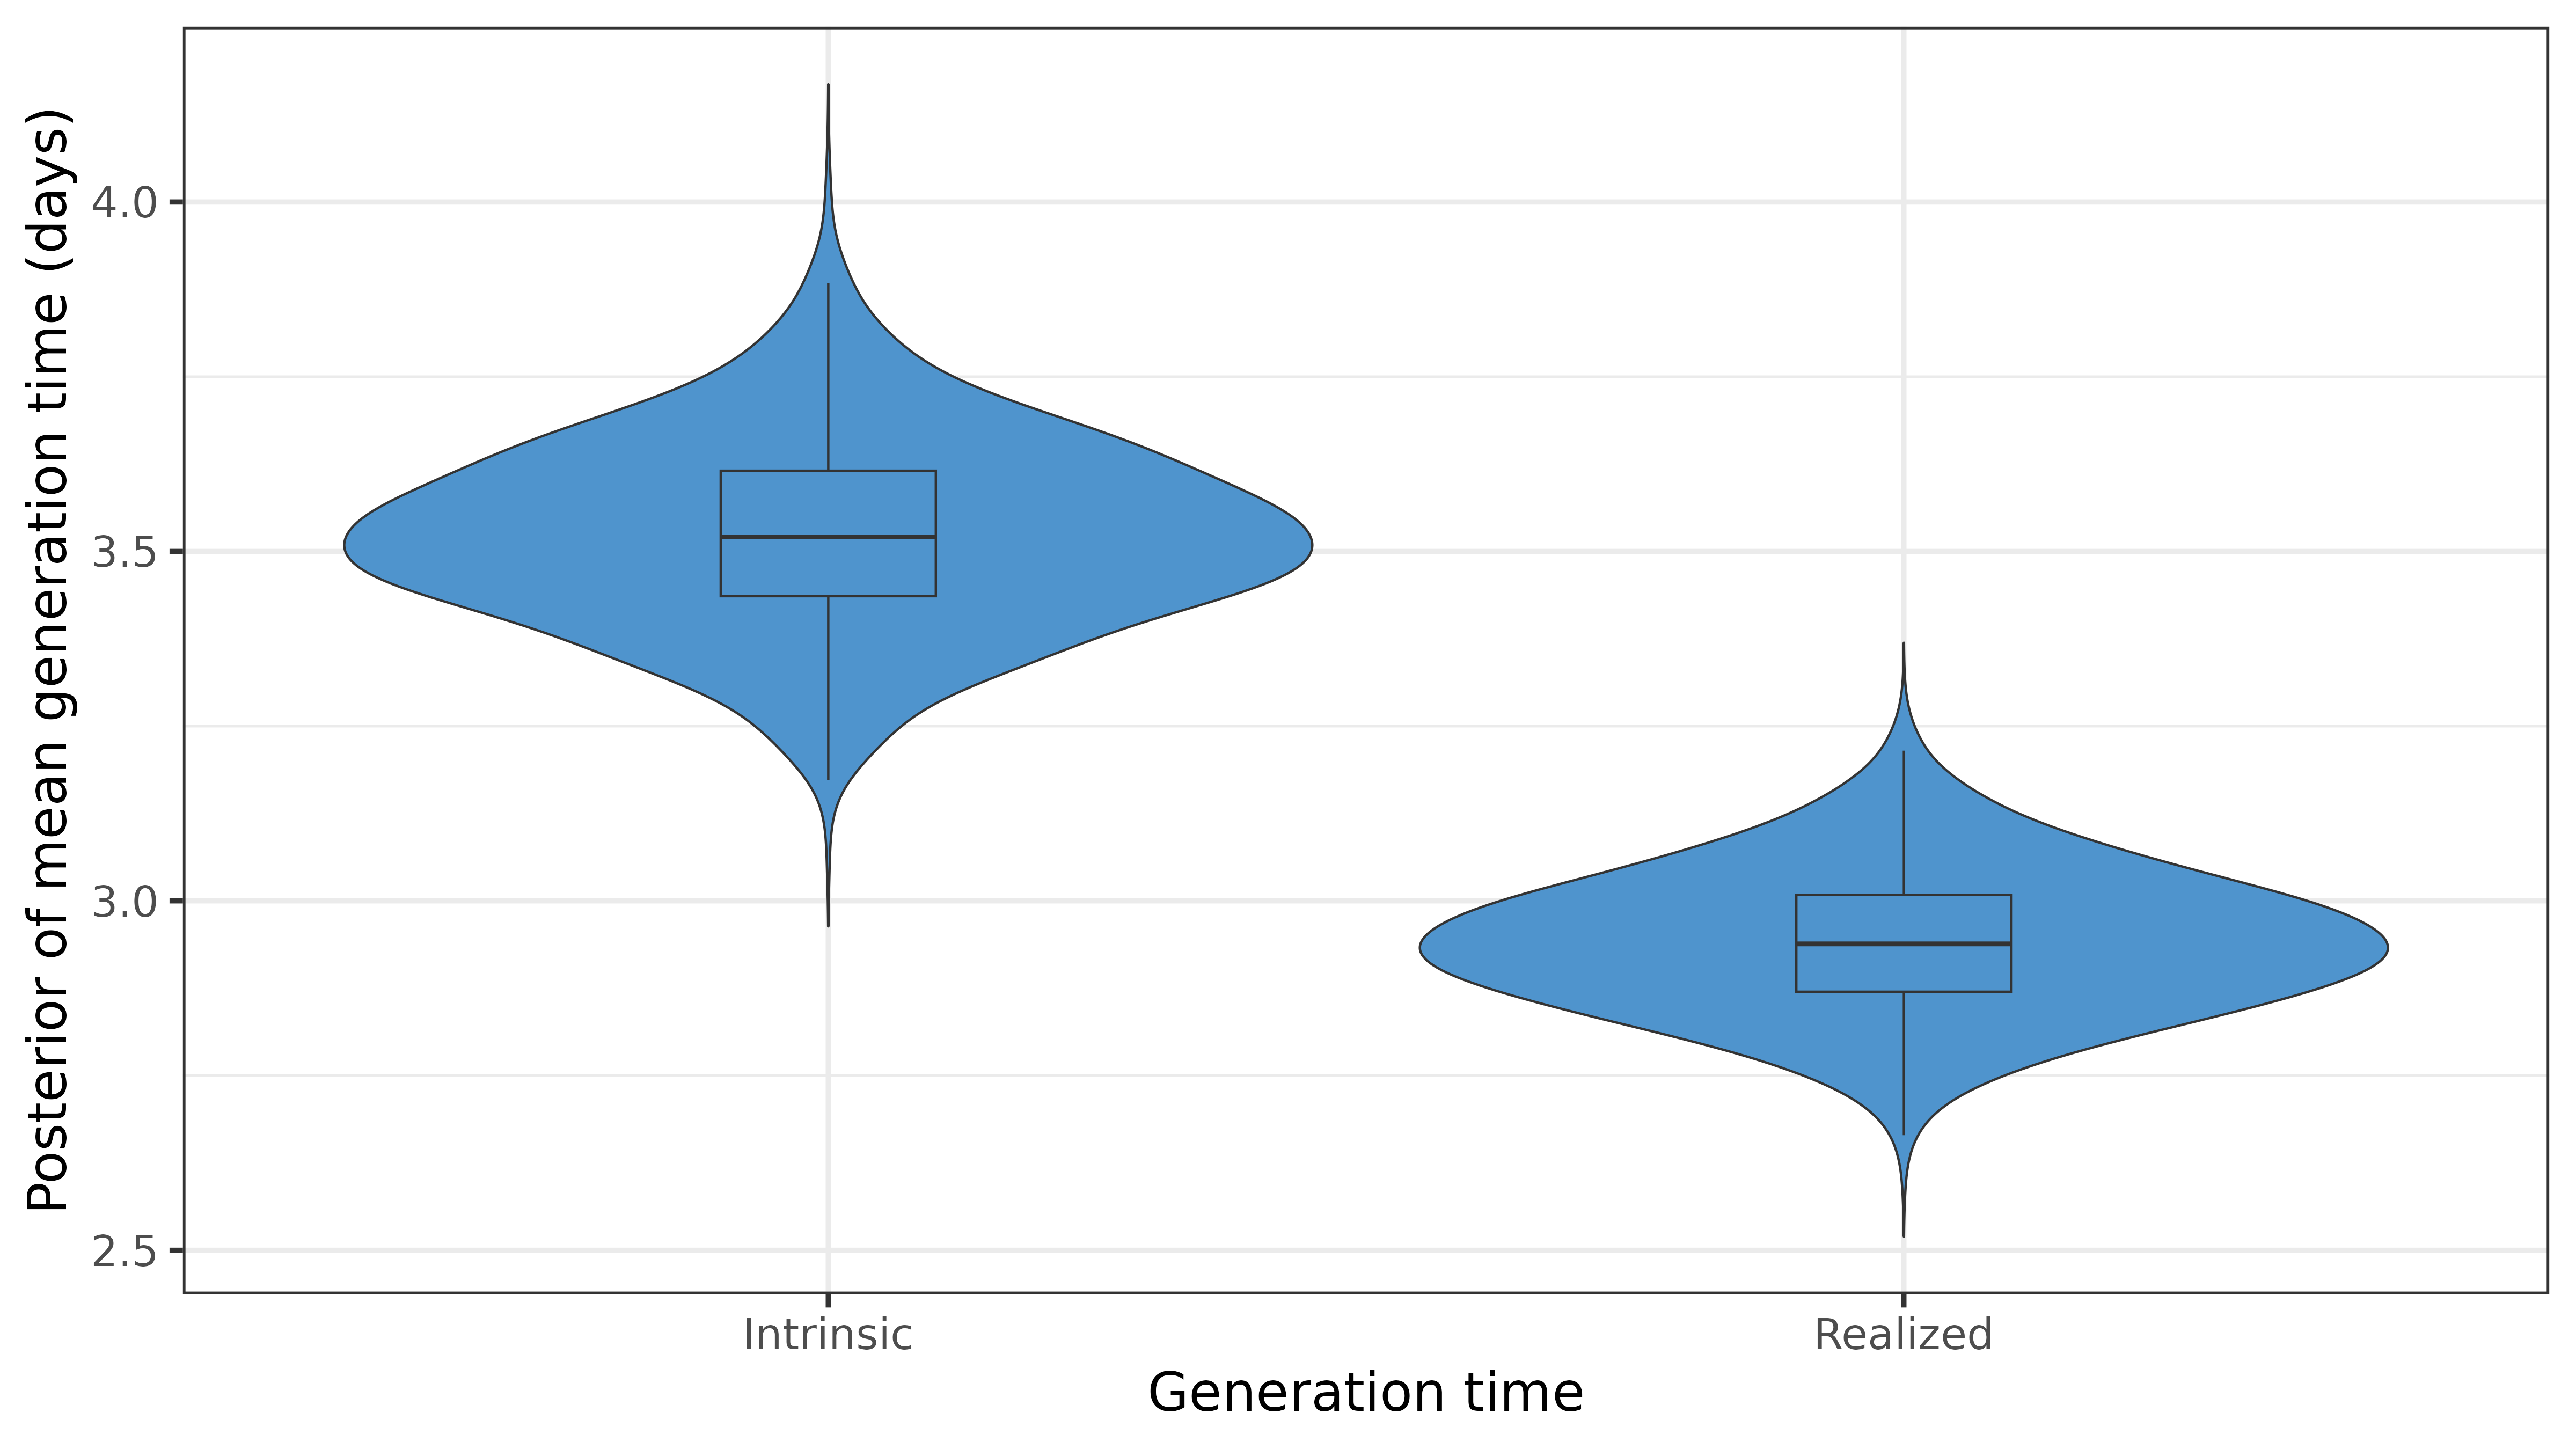 Posterior of mean generation time (days)
4.0
3.5
3.0
2.5
Intrinsic
Realized
Generation time